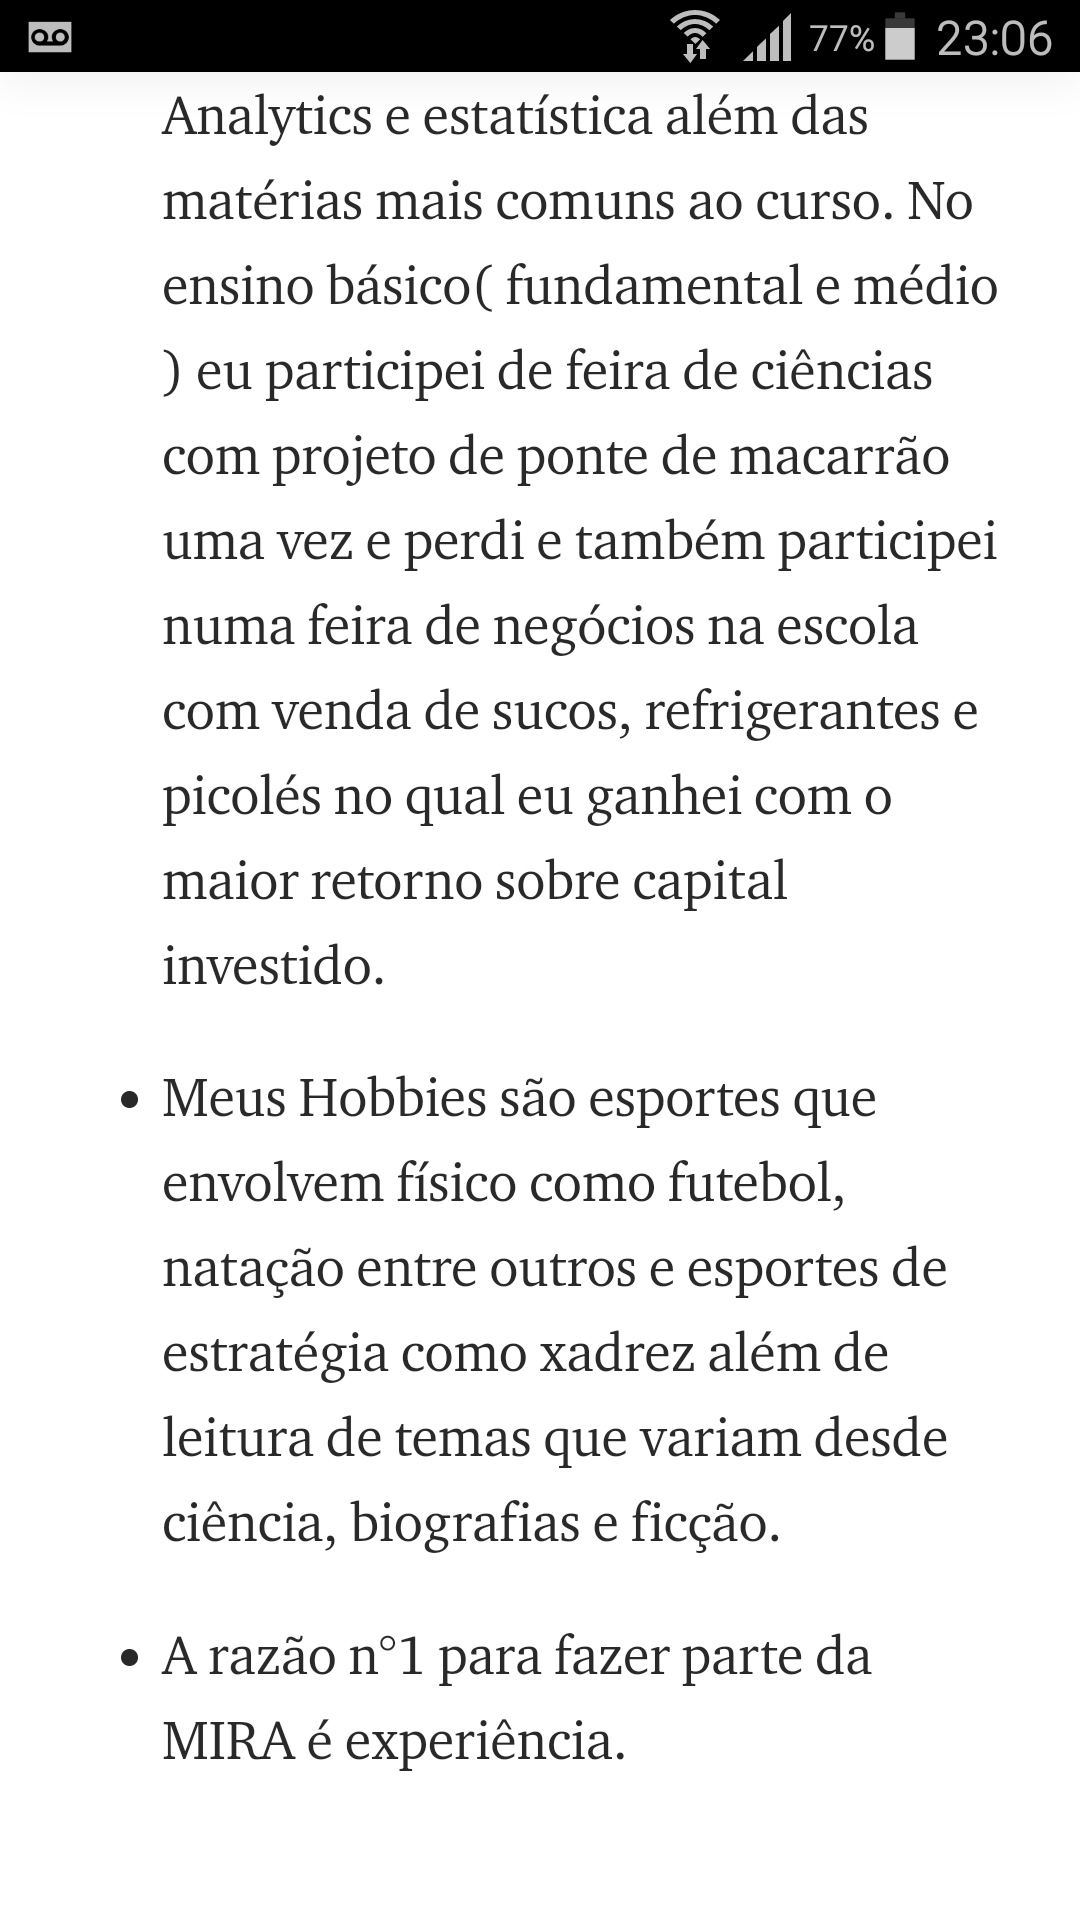 77% 23:06
Analytics e estatística além das
matérias mais comuns ao curso. No
ensino básico( fundamental e médio
) eu participei de feira de ciências
com projeto de ponte de macarrão
uma vez e perdi e também participei
numa feira de negócios na escola
com venda de sucos, refrigerantes e
picolés no qual eu ganhei com o
maior retorno sobre capital
investido.
• Meus Hobbies são esportes que
envolvem físico como futebol,
natação entre outros e esportes de
estratégia como xadrez além de
leitura de temas que variam desde
ciência, biografias e ficção.
• A razão n°1 para fazer parte da
MIRA é experiência.